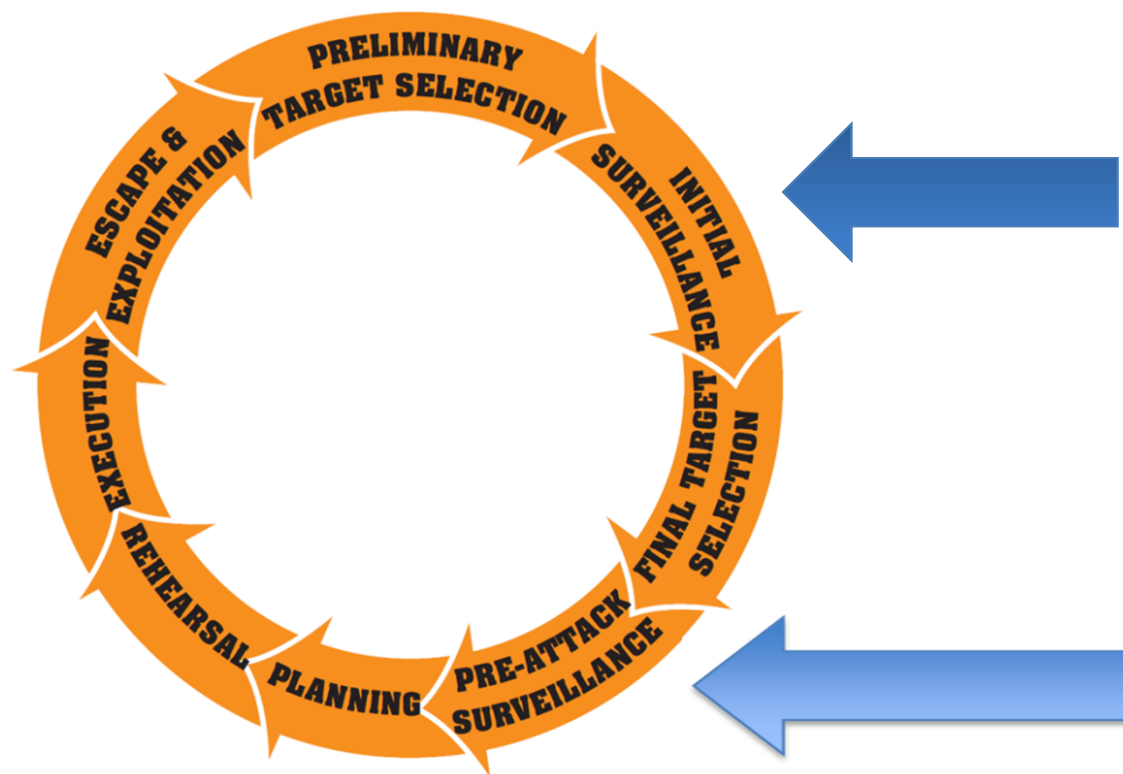 PRELIMINARY
TARGET SELECTION
INITIAL
SURVEILLANCE
FINAL TARGET
SELECTION
PRE-ATTACK
SURVEILLANCE
PLANNING
REHEARSAL
EXECUTION
ESCAPE &
EXPLOITATION